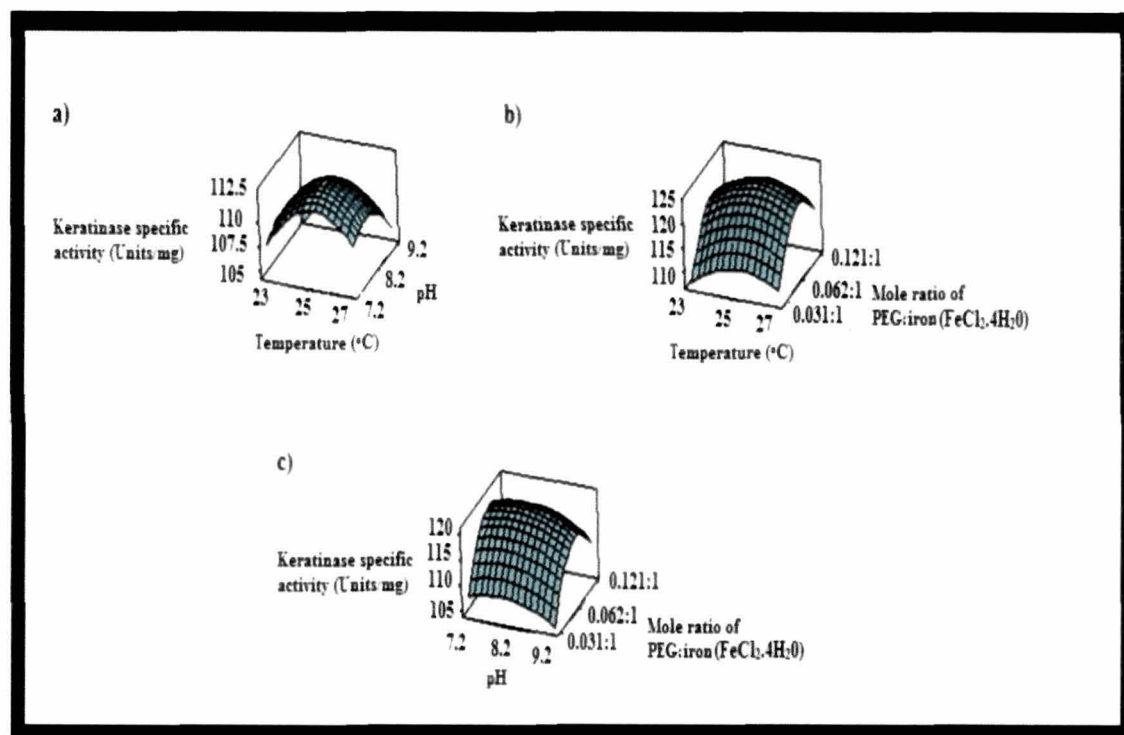 a)
112.5
110
107.5
105
Keratinase specific
activity (Units/mg)
23
25
27
Temperature (°C)
7.2
8.2
9.2
pH
b)
125
120
115
110
Keratinase specific
activity (Units/mg)
23
25
27
Temperature (°C)
0.121:1
0.062:1
0.031:1
Mole ratio of
PEG:iron (FeCl₂.4H₂0)
c)
120
115
110
105
Keratinase specific
activity (Units/mg)
7.2
8.2
9.2
pH
0.121:1
0.062:1
0.031:1
Mole ratio of
PEG:iron (FeCl₂.4H₂0)